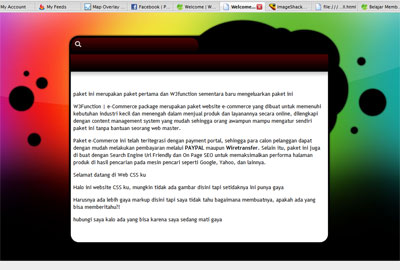 My Account
My Feeds
Map Overlay ...
Facebook | P...
Welcome | W...
Welcome...
ImageShack...
file:///...ll.html
Belajar Memb...
paket ini merupakan paket pertama dan W3function sementara baru mengeluarkan paket ini
W3Function | e-Commerce package merupakan paket website e-commerce yang dibuat untuk memenuhi
kebutuhan industri kecil dan menengah dalam menjual produk dan layanannya secara online, dilengkapi
dengan content management system yang mudah sehingga orang awampun mampu mengatur sendiri
paket ini tanpa bantuan seorang web master.
Paket e-Commerce ini telah teritegrasi dengan payment portal, sehingga para calon pelanggan dapat
dengan mudah melakukan pembayaran melalui PAYPAL maupun Wiretransfer. Selain itu, paket ini juga
di buat dengan Search Engine Url Friendly dan On Page SEO untuk memaksimalkan performa halaman
produk di hasil pencarian pada mesin pencari seperti Google, Yahoo, dan lainnya.
Selamat datang di Web CSS ku
Halo ini website CSS ku, mungkin tidak ada gambar disini tapi setidaknya ini punya gaya
Harusnya ada lebih gaya markup disini tapi saya tidak tahu bagaimana membuatnya, apakah ada yang
bisa memberitahu?!
hubungi saya kalo ada yang bisa karena saya sedang mati gaya